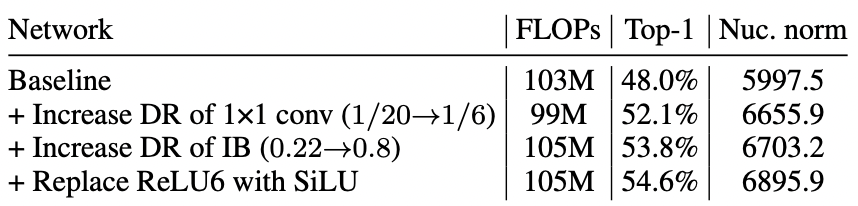 Network FLOPs Top-1 Nuc. norm
Baseline 103M 48.0% 5997.5
+ Increase DR of 1×1 conv (1/20→1/6) 99M 52.1% 6655.9
+ Increase DR of IB (0.22→0.8) 105M 53.8% 6703.2
+ Replace ReLU6 with SiLU 105M 54.6% 6895.9